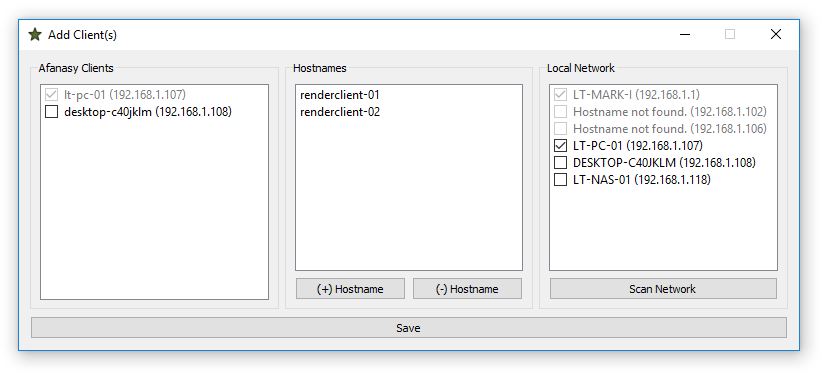 Add Client(s)
Afanasy Clients
lt-pc-01 (192.168.1.107)
desktop-c40jklm (192.168.1.108)
Hostnames
renderclient-01
renderclient-02
(+) Hostname
(-) Hostname
Local Network
LT-MARK-I (192.168.1.1)
Hostname not found. (192.168.1.102)
Hostname not found. (192.168.1.106)
LT-PC-01 (192.168.1.107)
DESKTOP-C40JKLM (192.168.1.108)
LT-NAS-01 (192.168.1.118)
Scan Network
Save